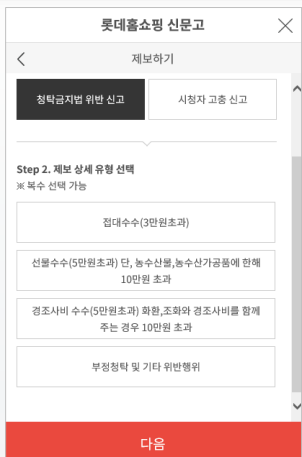 롯데홈쇼핑 신문고
제보하기
청탁금지법 위반 신고
시청자 고충 신고
Step 2. 제보 상세 유형 선택
※ 복수 선택 가능
접대수수(3만원초과)
선물수수(5만원초과) 단, 농수산물,농수산가공품에 한해
10만원 초과
경조사비 수수(5만원초과) 화환,조화와 경조사비를 함께
주는 경우 10만원 초과
부정청탁 및 기타 위반행위
다음